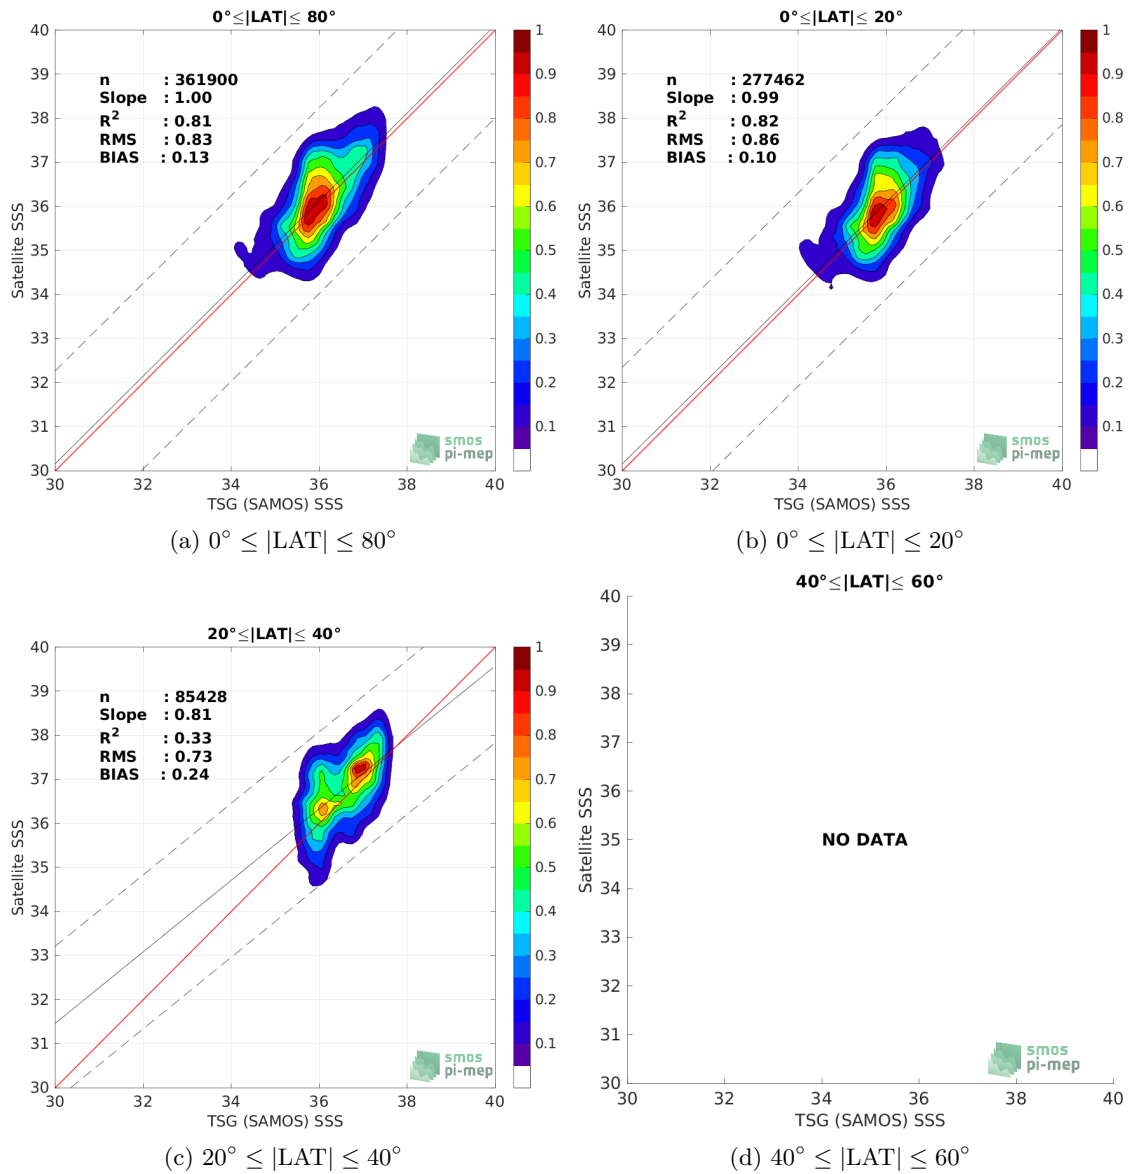 0°≤|LAT|≤ 80°
40
39
38
37
36
35
34
33
32
31
30
Satellite SSS
n : 361900
Slope : 1.00
R² : 0.81
RMS : 0.83
BIAS : 0.13
smos
pi-mep
30
32
34
36
38
40
TSG (SAMOS) SSS
1
0.9
0.8
0.7
0.6
0.5
0.4
0.3
0.2
0.1
(a) 0° ≤ |LAT| ≤ 80°
0°≤|LAT|≤ 20°
40
39
38
37
36
35
34
33
32
31
30
Satellite SSS
n : 277462
Slope : 0.99
R² : 0.82
RMS : 0.86
BIAS : 0.10
smos
pi-mep
30
32
34
36
38
40
TSG (SAMOS) SSS
1
0.9
0.8
0.7
0.6
0.5
0.4
0.3
0.2
0.1
(b) 0° ≤ |LAT| ≤ 20°
20°≤|LAT|≤ 40°
40
39
38
37
36
35
34
33
32
31
30
Satellite SSS
n : 85428
Slope : 0.81
R² : 0.33
RMS : 0.73
BIAS : 0.24
smos
pi-mep
30
32
34
36
38
40
TSG (SAMOS) SSS
1
0.9
0.8
0.7
0.6
0.5
0.4
0.3
0.2
0.1
(c) 20° ≤ |LAT| ≤ 40°
40°≤|LAT|≤ 60°
40
39
38
37
36
35
34
33
32
31
30
Satellite SSS
NO DATA
smos
pi-mep
30
32
34
36
38
40
TSG (SAMOS) SSS
(d) 40° ≤ |LAT| ≤ 60°